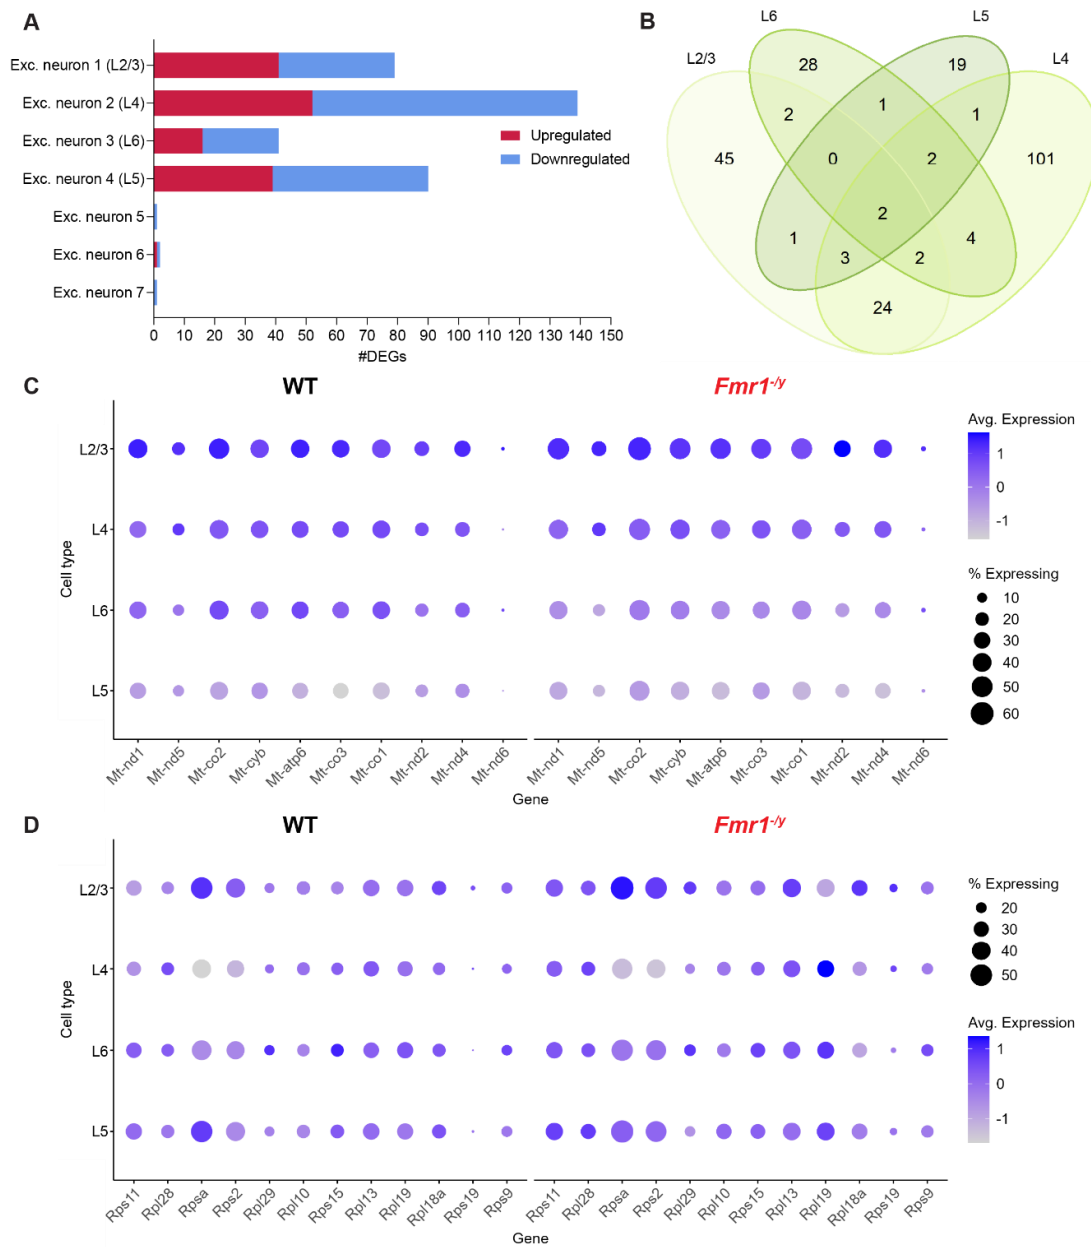 A
Exc. neuron 1 (L2/3)
Exc. neuron 2 (L4)
Exc. neuron 3 (L6)
Exc. neuron 4 (L5)
Exc. neuron 5
Exc. neuron 6
Exc. neuron 7
Upregulated
Downregulated
0 10 20 30 40 50 60 70 80 90 100 110 120 130 140 150
#DEGs
B
L6
L5
L2/3
L4
28
19
2
1
1
45
0
2
101
2
1
3
2
4
24
C
WT
Fmr1-/y
L2/3
L4
L6
L5
Cell type
Mt-nd1 Mt-nd5 Mt-co2 Mt-cyb Mt-atp6 Mt-co3 Mt-co1 Mt-nd2 Mt-nd4 Mt-nd6
Mt-nd1 Mt-nd5 Mt-co2 Mt-cyb Mt-atp6 Mt-co3 Mt-co1 Mt-nd2 Mt-nd4 Mt-nd6
Gene
Avg. Expression
1
0
-1
% Expressing
10
20
30
40
50
60
D
WT
Fmr1-/y
L2/3
L4
L6
L5
Cell type
Rps11 Rpl28 Rpsa Rps2 Rpl29 Rpl10 Rps15 Rpl13 Rpl19 Rpl18a Rps19 Rps9
Rps11 Rpl28 Rpsa Rps2 Rpl29 Rpl10 Rps15 Rpl13 Rpl19 Rpl18a Rps19 Rps9
Gene
% Expressing
20
30
40
50
Avg. Expression
1
0
-1